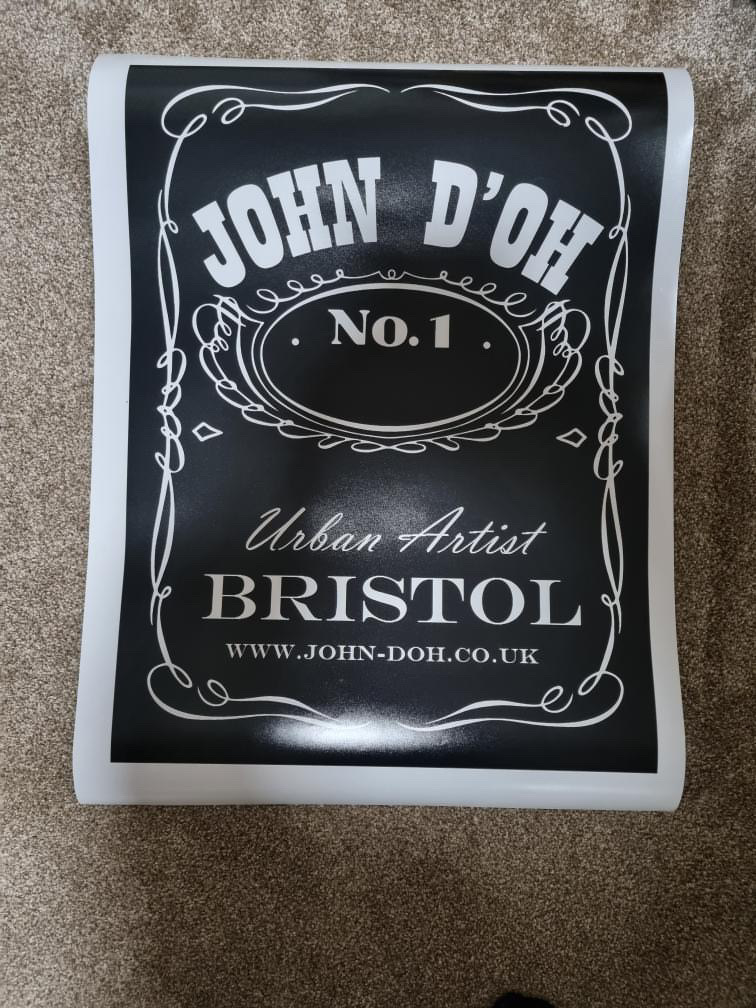 JOHN D'OH
No. 1
Urban Artist
BRISTOL
WWW.JOHN-DOH.CO.UK